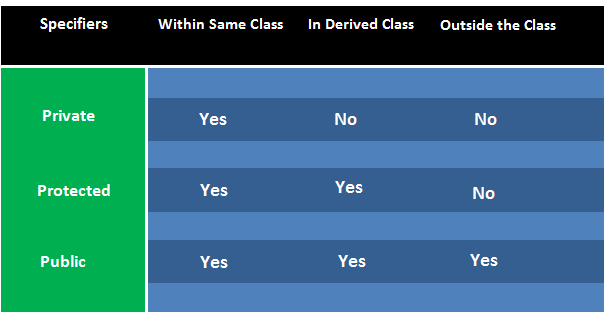 Specifiers Within Same Class In Derived Class Outside the Class
Private Yes No No
Protected Yes Yes No
Public Yes Yes Yes